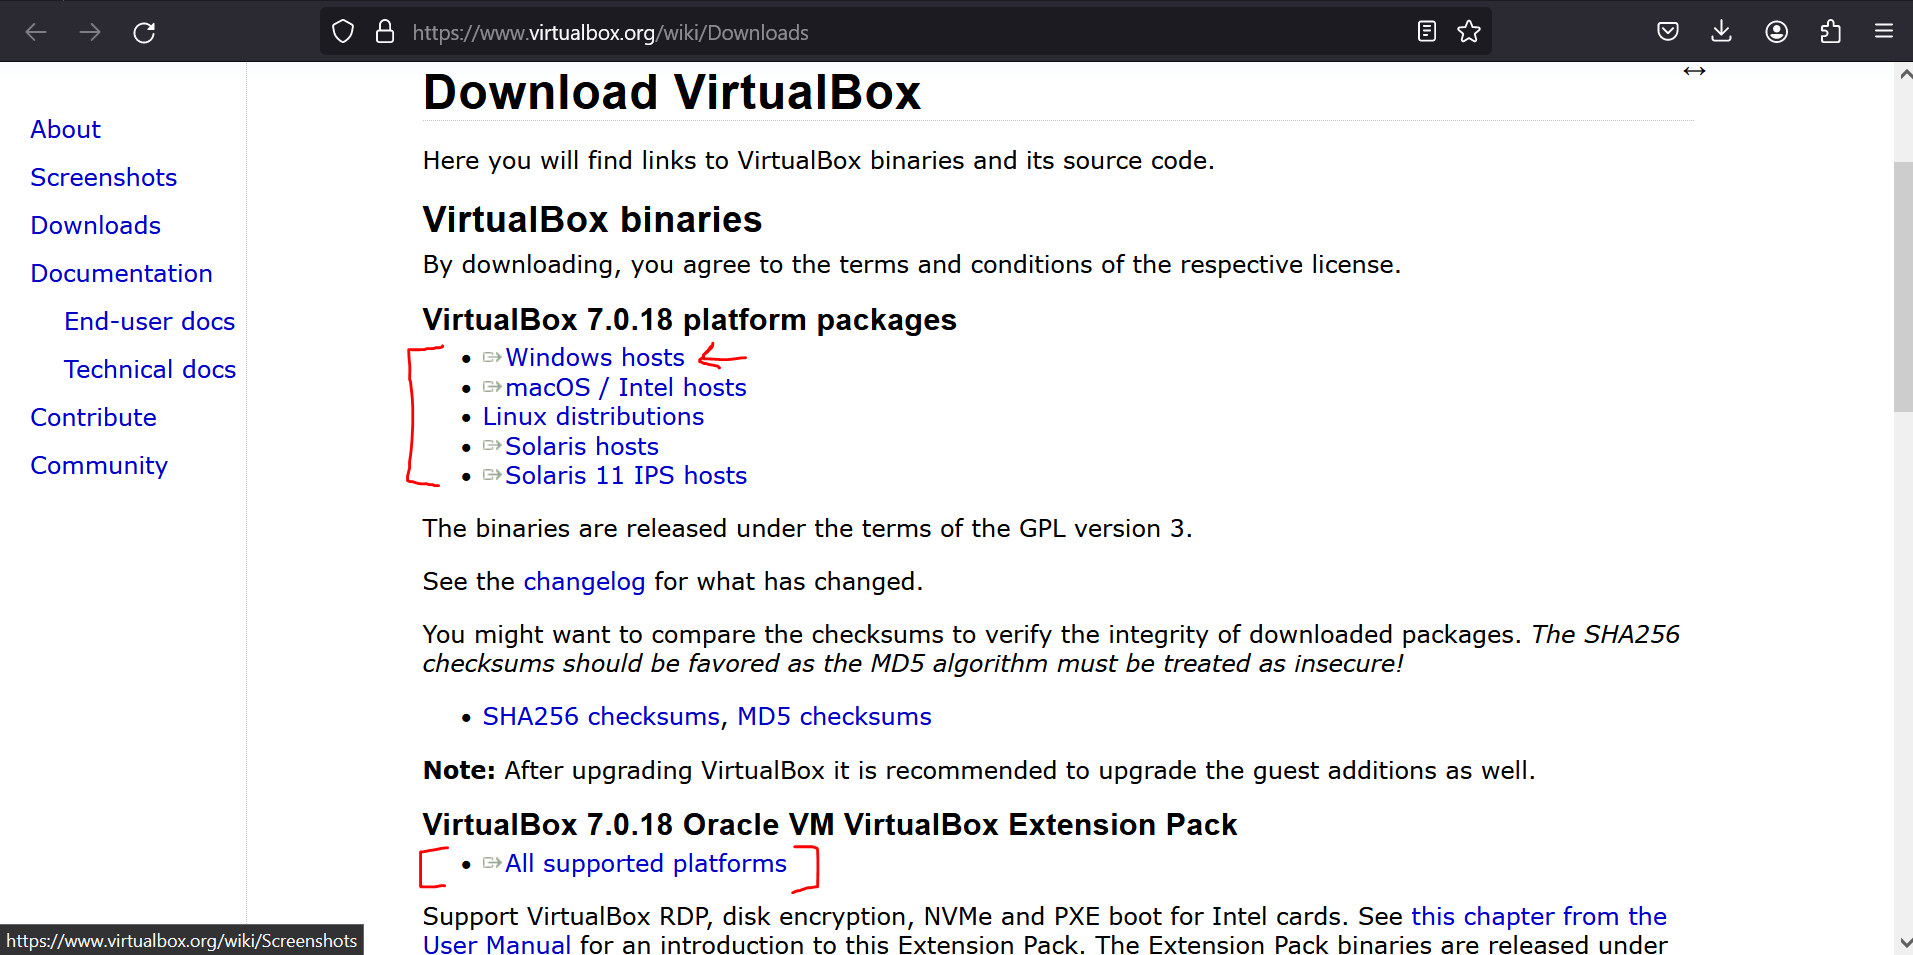 https://www.virtualbox.org/wiki/Downloads
Download VirtualBox
About
Screenshots
Downloads
Documentation
End-user docs
Technical docs
Contribute
Community
Here you will find links to VirtualBox binaries and its source code.
VirtualBox binaries
By downloading, you agree to the terms and conditions of the respective license.
VirtualBox 7.0.18 platform packages
• Windows hosts
• macOS / Intel hosts
• Linux distributions
• Solaris hosts
• Solaris 11 IPS hosts
The binaries are released under the terms of the GPL version 3.
See the changelog for what has changed.
You might want to compare the checksums to verify the integrity of downloaded packages. The SHA256
checksums should be favored as the MD5 algorithm must be treated as insecure!
• SHA256 checksums, MD5 checksums
Note: After upgrading VirtualBox it is recommended to upgrade the guest additions as well.
VirtualBox 7.0.18 Oracle VM VirtualBox Extension Pack
• All supported platforms
Support VirtualBox RDP, disk encryption, NVMe and PXE boot for Intel cards. See this chapter from the
User Manual for an introduction to this Extension Pack. The Extension Pack binaries are released under
https://www.virtualbox.org/wiki/Screenshots